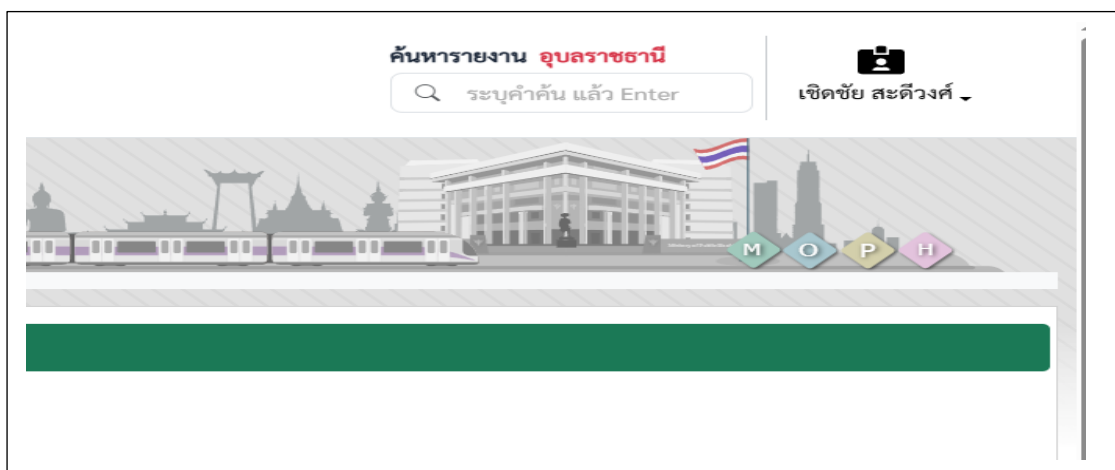 ค้นหารายงาน อุบลราชธานี
ระบุคำค้น แล้ว Enter
เชิดชัย สะดีวงศ์
M O P H